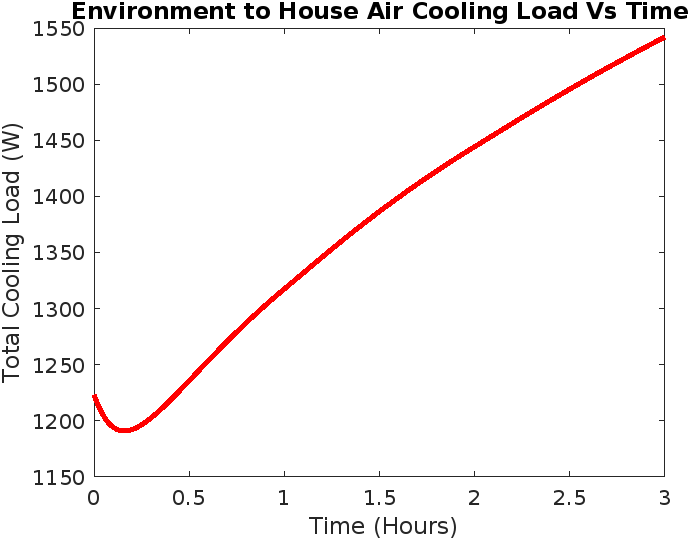 Environment to House Air Cooling Load Vs Time
Total Cooling Load (W)
1550
1500
1450
1400
1350
1300
1250
1200
1150
0 0.5 1 1.5 2 2.5 3
Time (Hours)